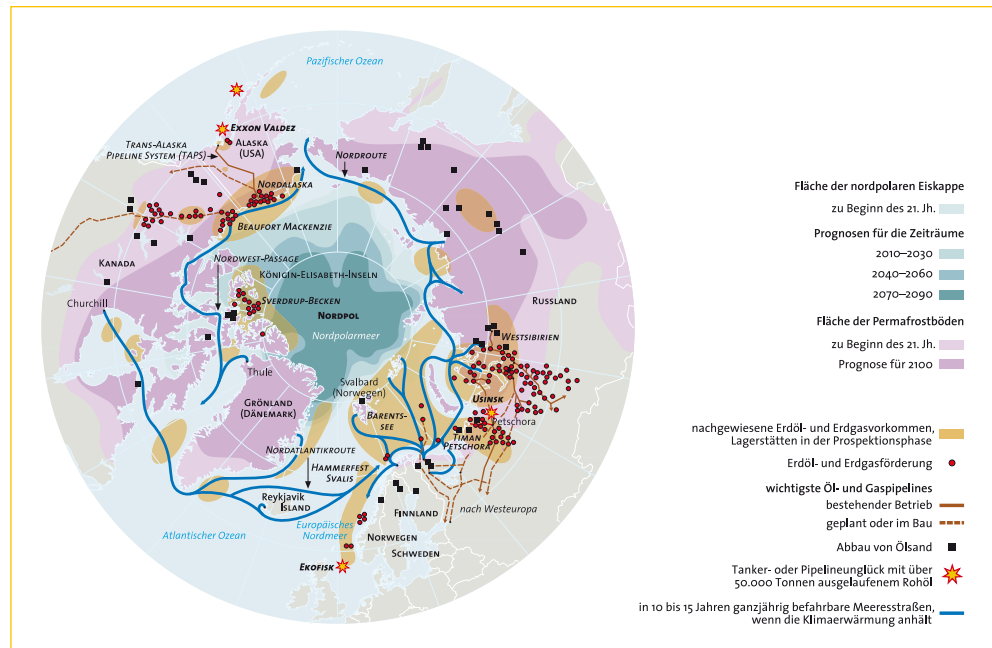 Pazifischer Ozean
EXXON VALDEZ
ALASKA
(USA)
TRANS-ALASKA
PIPELINE SYSTEM (TAPS)
NORDROUTE
NORDALASKA
BEAUFORT MACKENZIE
NORDWEST-PASSAGE
KANADA
KÖNIGIN-ELISABETH-INSELN
SVERDRUP-BECKEN
Churchill
NORDPOL
Nordpolarmeer
RUSSLAND
WESTSIBIRIEN
Thule
Svalbard
(Norwegen)
GRÖNLAND
(DÄNEMARK)
USINSK
Petschora
BARENTS-
SEE
TIMAN
PETSCHORA
NORDATLANTIKROUTE
HAMMERFEST
SVALIS
Reykjavik
ISLAND
FINNLAND
nach Westeuropa
Atlantischer Ozean
Europäisches
Nordmeer
NORWEGEN
SCHWEDEN
EKOFISK
Fläche der nordpolaren Eiskappe
zu Beginn des 21. Jh.
Prognosen für die Zeiträume
2010–2030
2040–2060
2070–2090
Fläche der Permafrostböden
zu Beginn des 21. Jh.
Prognose für 2100
nachgewiesene Erdöl- und Erdgasvorkommen,
Lagerstätten in der Prospektionsphase
Erdöl- und Erdgasförderung
wichtigste Öl- und Gaspipelines
bestehender Betrieb
geplant oder im Bau
Abbau von Ölsand
Tanker- oder Pipelineunglück mit über
50.000 Tonnen ausgelaufenem Rohöl
in 10 bis 15 Jahren ganzjährig befahrbare Meeresstraßen,
wenn die Klimaerwärmung anhält